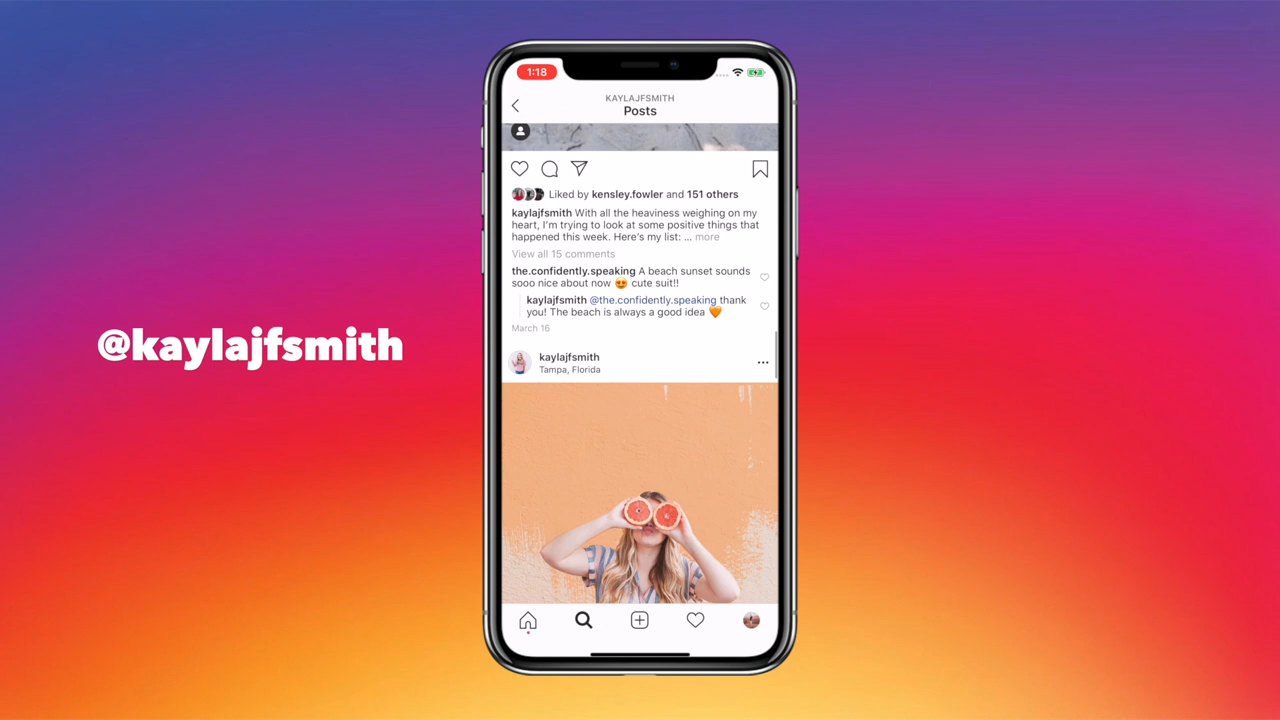 @kaylajfsmith
1:18
KAYLAJFSMITH
Posts
Liked by kensley.fowler and 151 others
kaylajfsmith With all the heaviness weighing on my
heart, I'm trying to look at some positive things that
happened this week. Here's my list: ... more
View all 15 comments
the.confidently.speaking A beach sunset sounds
sooo nice about now 😍 cute suit!!
kaylajfsmith @the.confidently.speaking thank
you! The beach is always a good idea 🧡
March 16
kaylajfsmith
Tampa, Florida